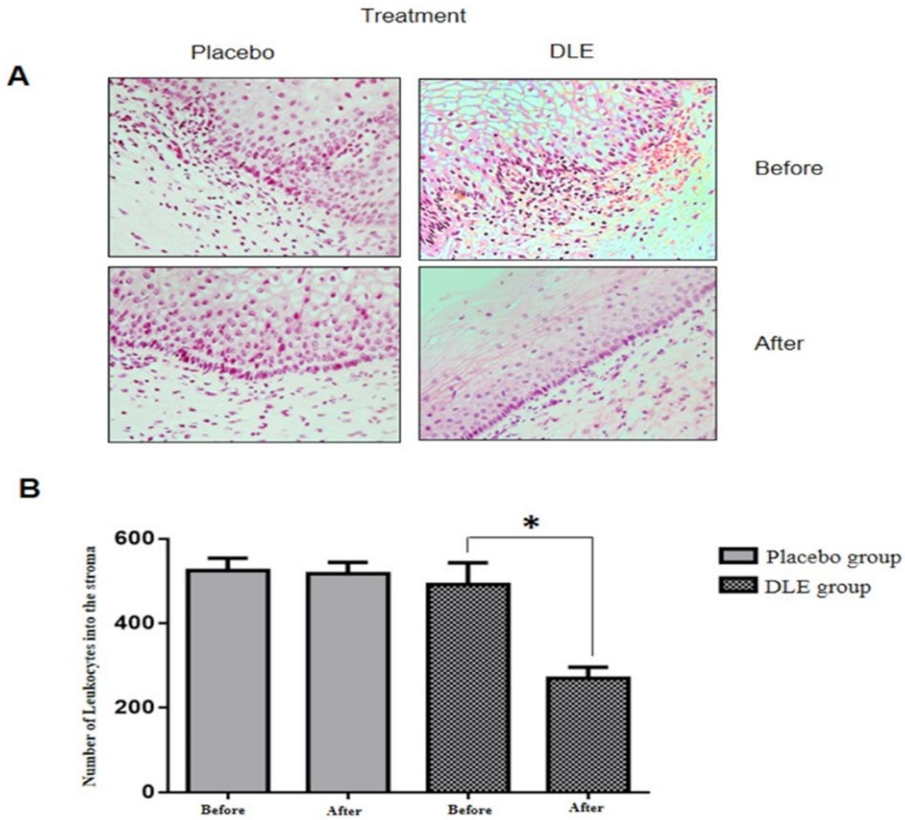 Treatment
Placebo DLE
A
Before
After
B
Number of Leukocytes into the stroma
600
400
200
0
*
Before After Before After
Placebo group
DLE group